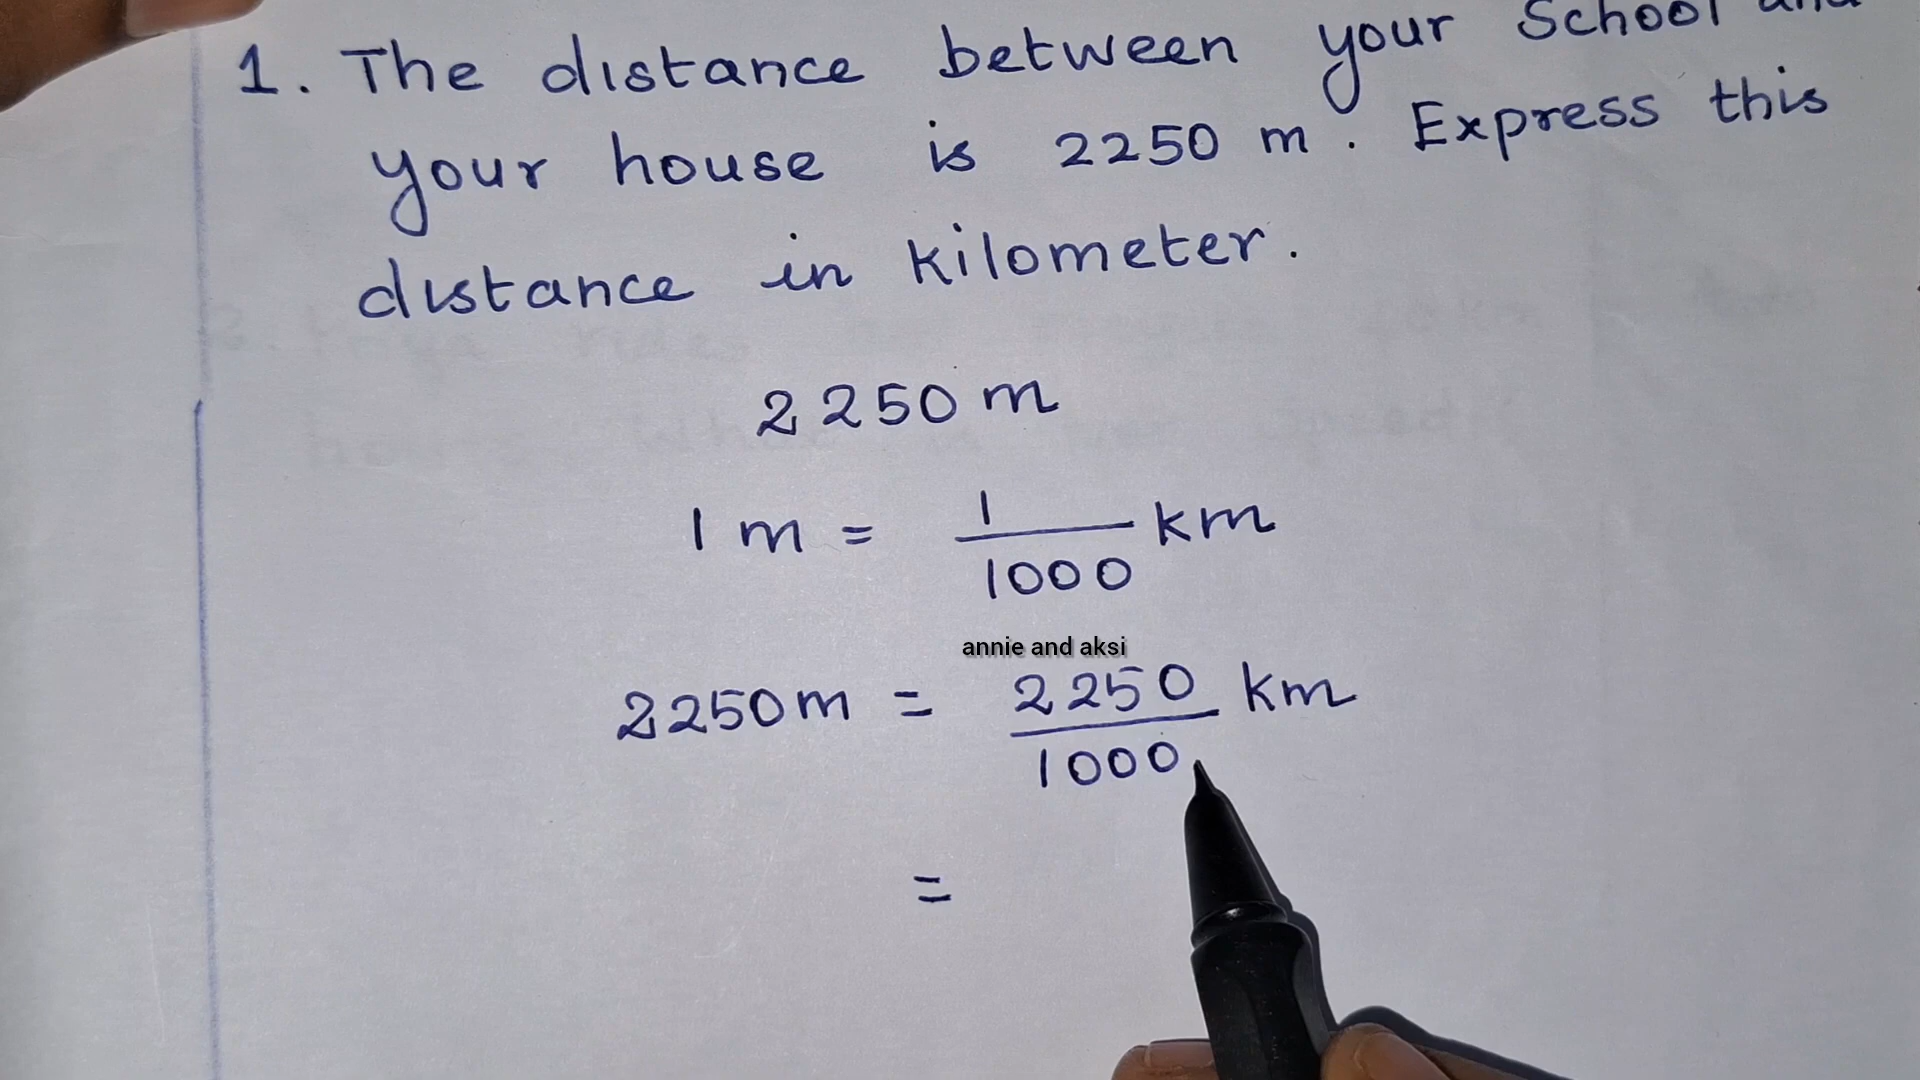 1. The distance between your School and
your house is 2250 m. Express this
distance in kilometer.
2250 m
1 m = 1/1000 km
annie and aksi
2250m = 2250/1000 km
=